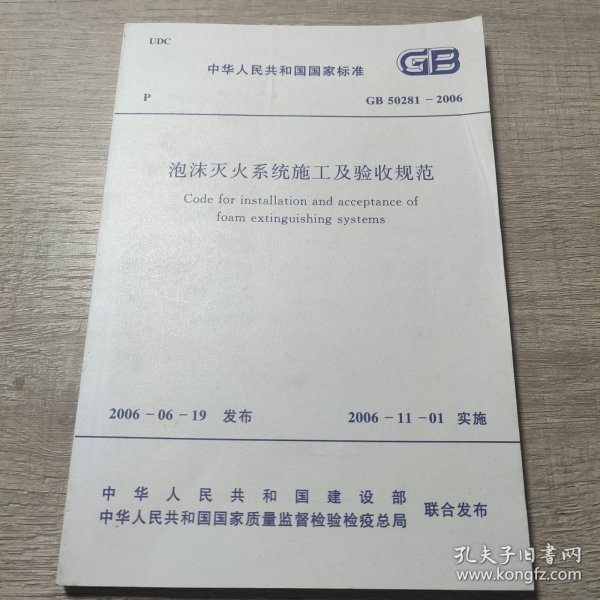 UDC
中华人民共和国国家标准
GB
P
GB 50281-2006
泡沫灭火系统施工及验收规范
Code for installation and acceptance of
foam extinguishing systems
2006-06-19 发布
2006-11-01 实施
中华人民共和国建设部
中华人民共和国国家质量监督检验检疫总局
联合发布
孔夫子旧书网
www.kongfz.com